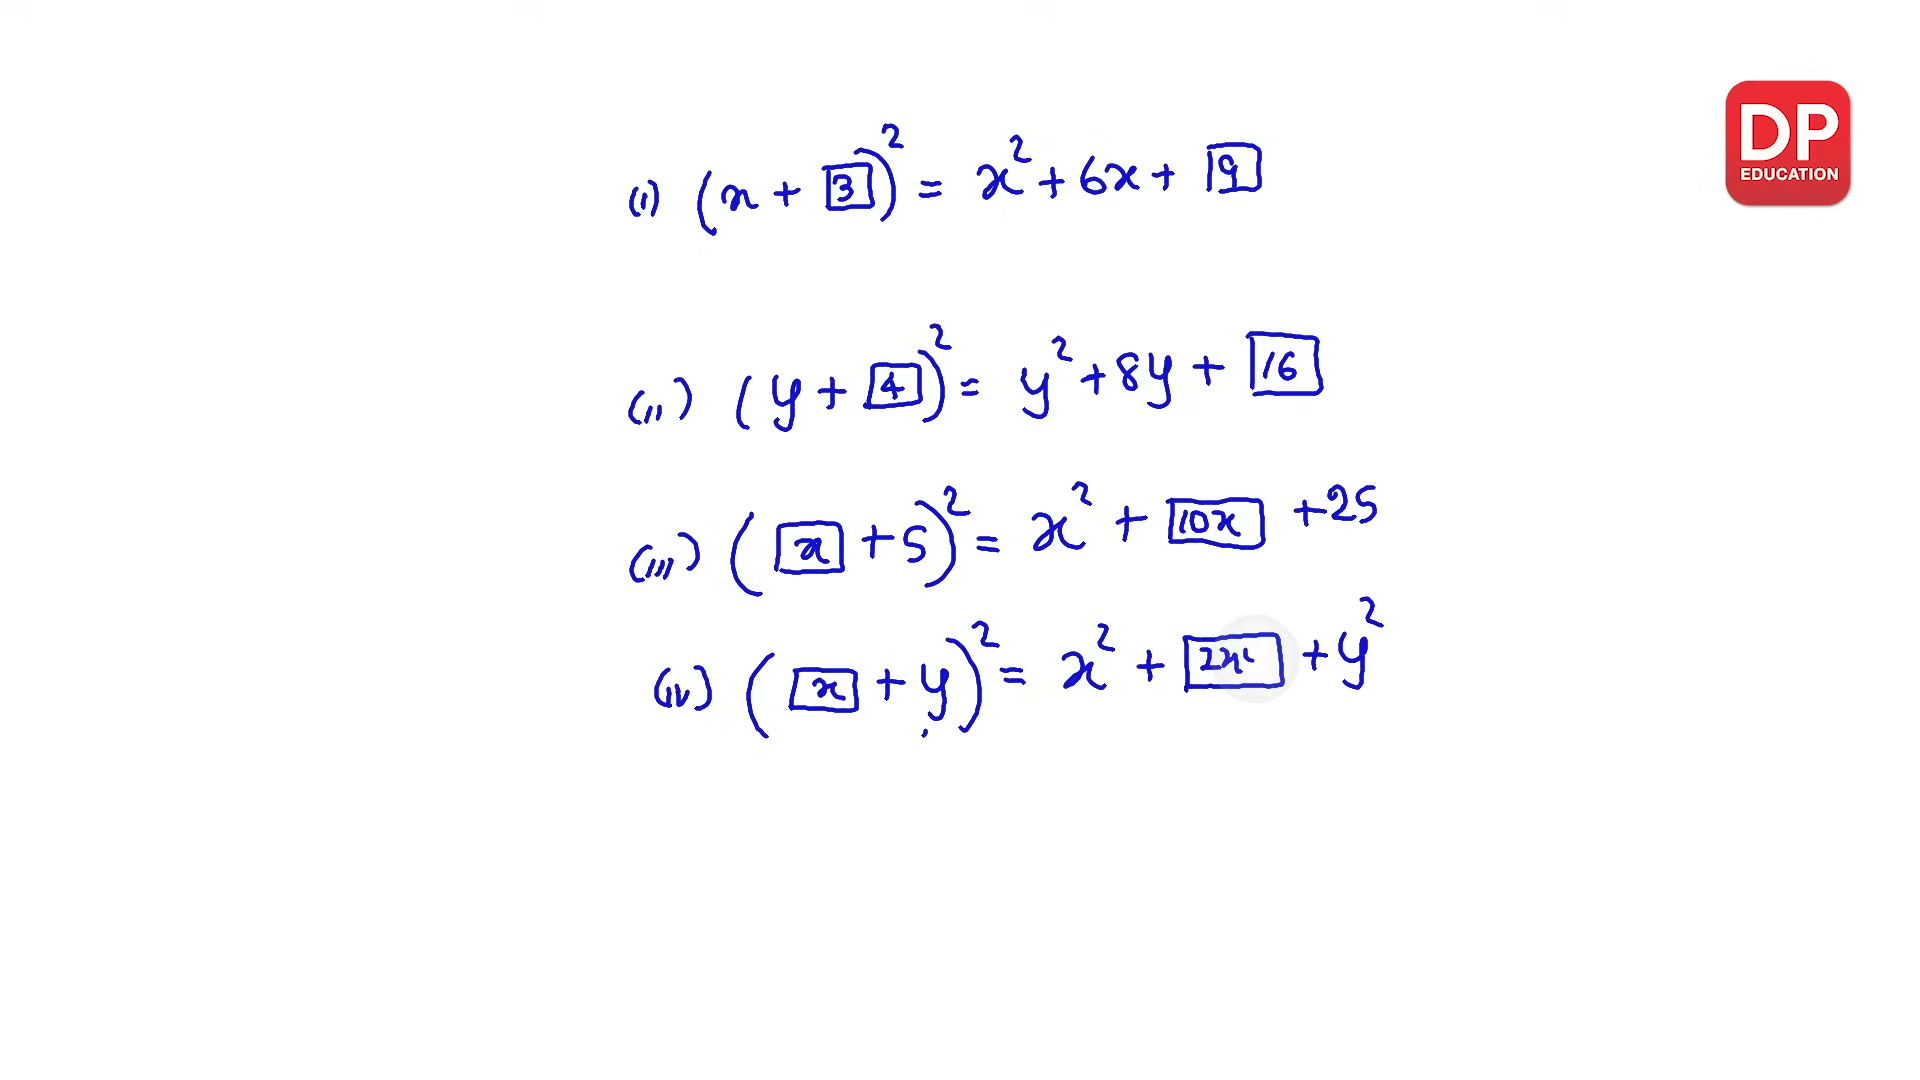 DP
EDUCATION
(i) (x + 3)² = x² + 6x + 9
(ii) (y + 4)² = y² + 8y + 16
(iii) (x + 5)² = x² + 10x + 25
(iv) (x + y)² = x² + 2x + y²